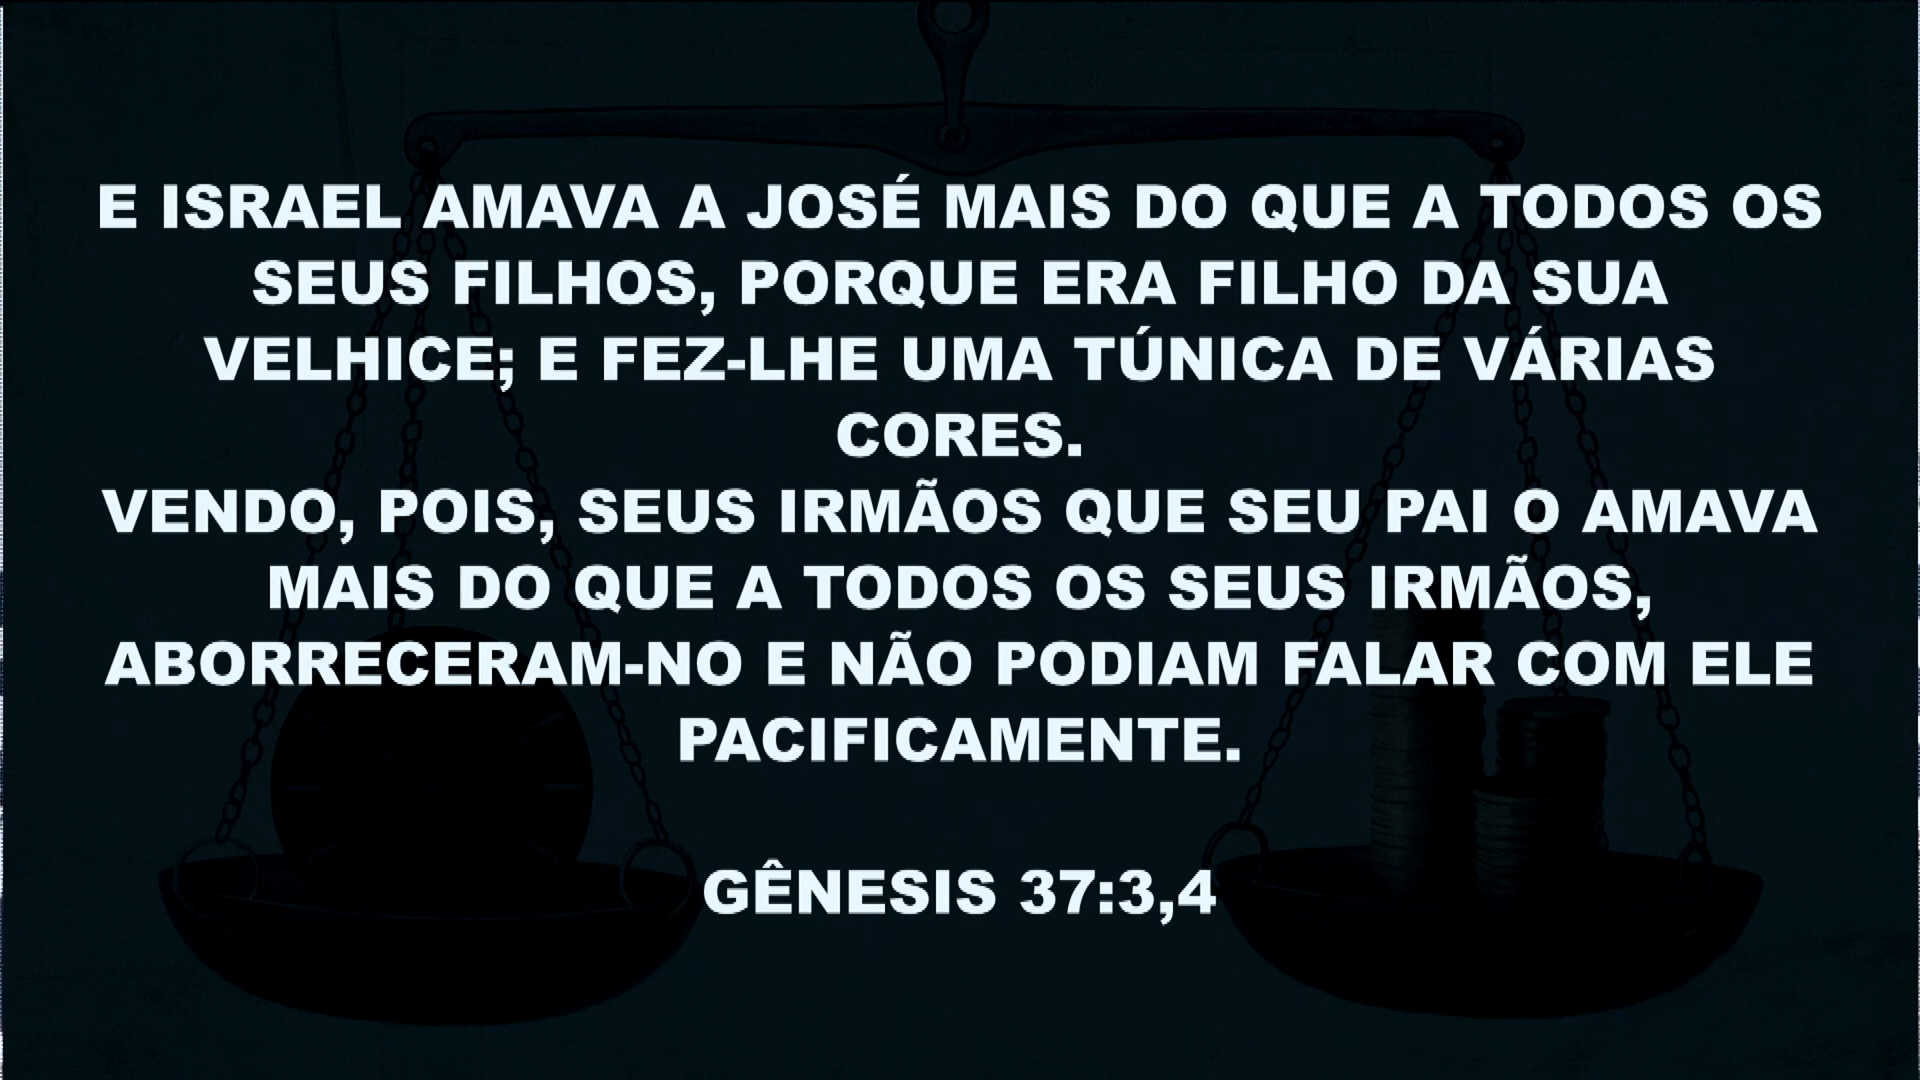 E ISRAEL AMAVA A JOSÉ MAIS DO QUE A TODOS OS
SEUS FILHOS, PORQUE ERA FILHO DA SUA
VELHICE; E FEZ-LHE UMA TÚNICA DE VÁRIAS
CORES.
VENDO, POIS, SEUS IRMÃOS QUE SEU PAI O AMAVA
MAIS DO QUE A TODOS OS SEUS IRMÃOS,
ABORRECERAM-NO E NÃO PODIAM FALAR COM ELE
PACIFICAMENTE.
GÊNESIS 37:3,4